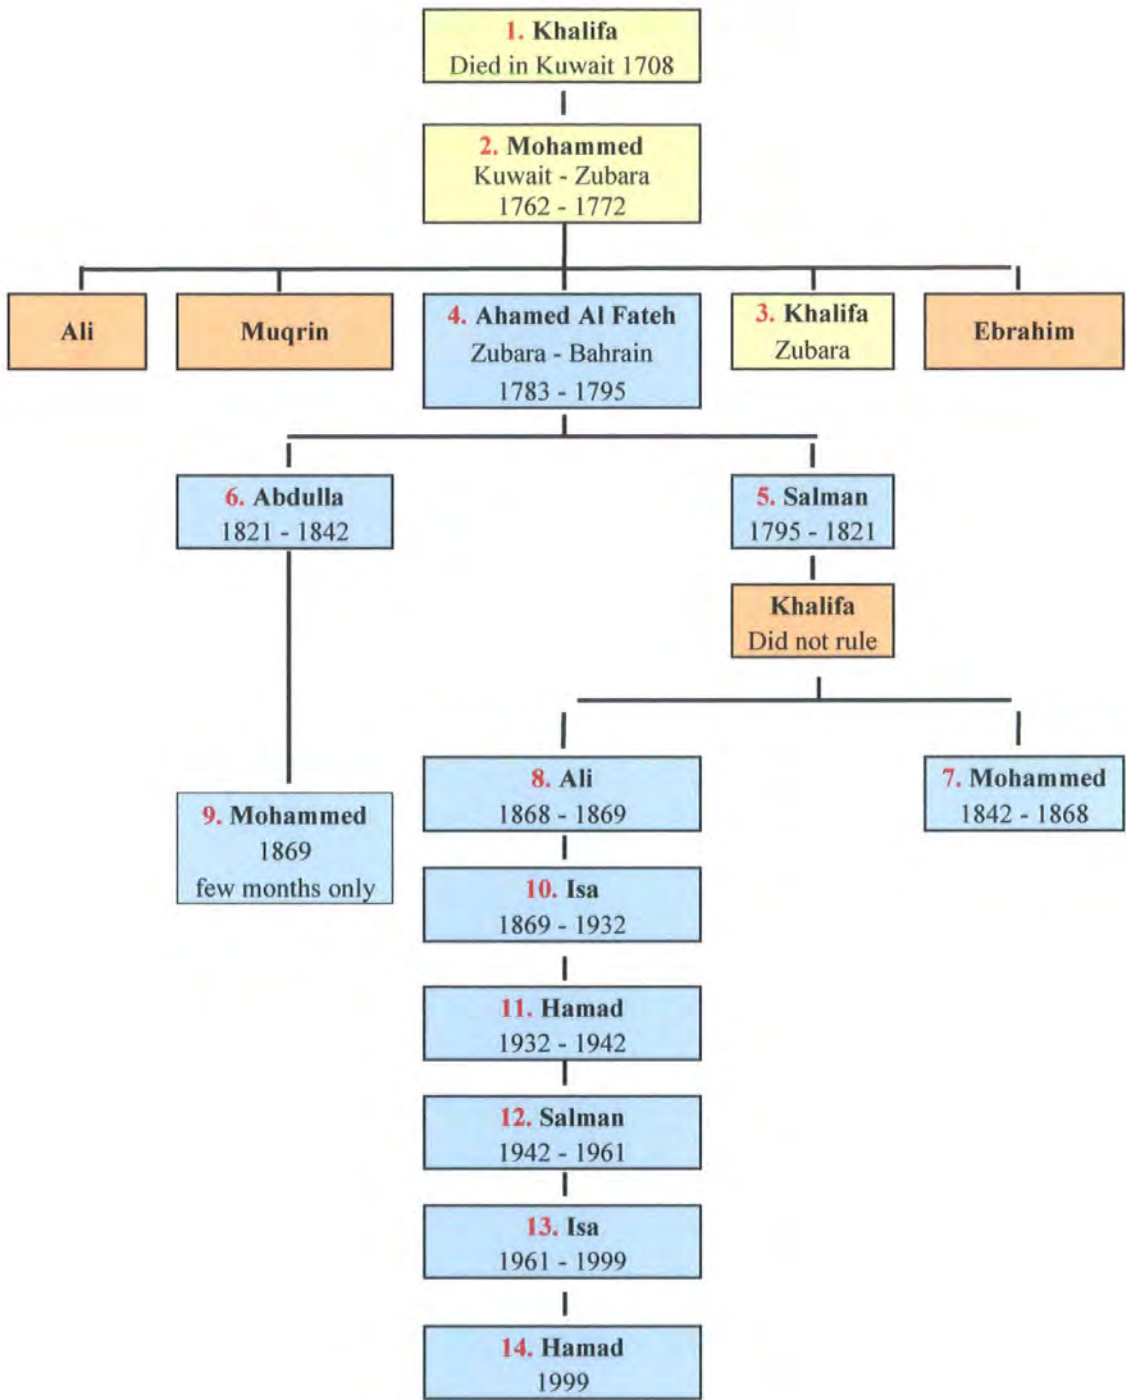 1. Khalifa
Died in Kuwait 1708
2. Mohammed
Kuwait - Zubara
1762 - 1772
Ali
Muqrin
4. Ahamed Al Fateh
Zubara - Bahrain
1783 - 1795
3. Khalifa
Zubara
Ebrahim
6. Abdulla
1821 - 1842
5. Salman
1795 - 1821
Khalifa
Did not rule
8. Ali
1868 - 1869
7. Mohammed
1842 - 1868
9. Mohammed
1869
few months only
10. Isa
1869 - 1932
11. Hamad
1932 - 1942
12. Salman
1942 - 1961
13. Isa
1961 - 1999
14. Hamad
1999